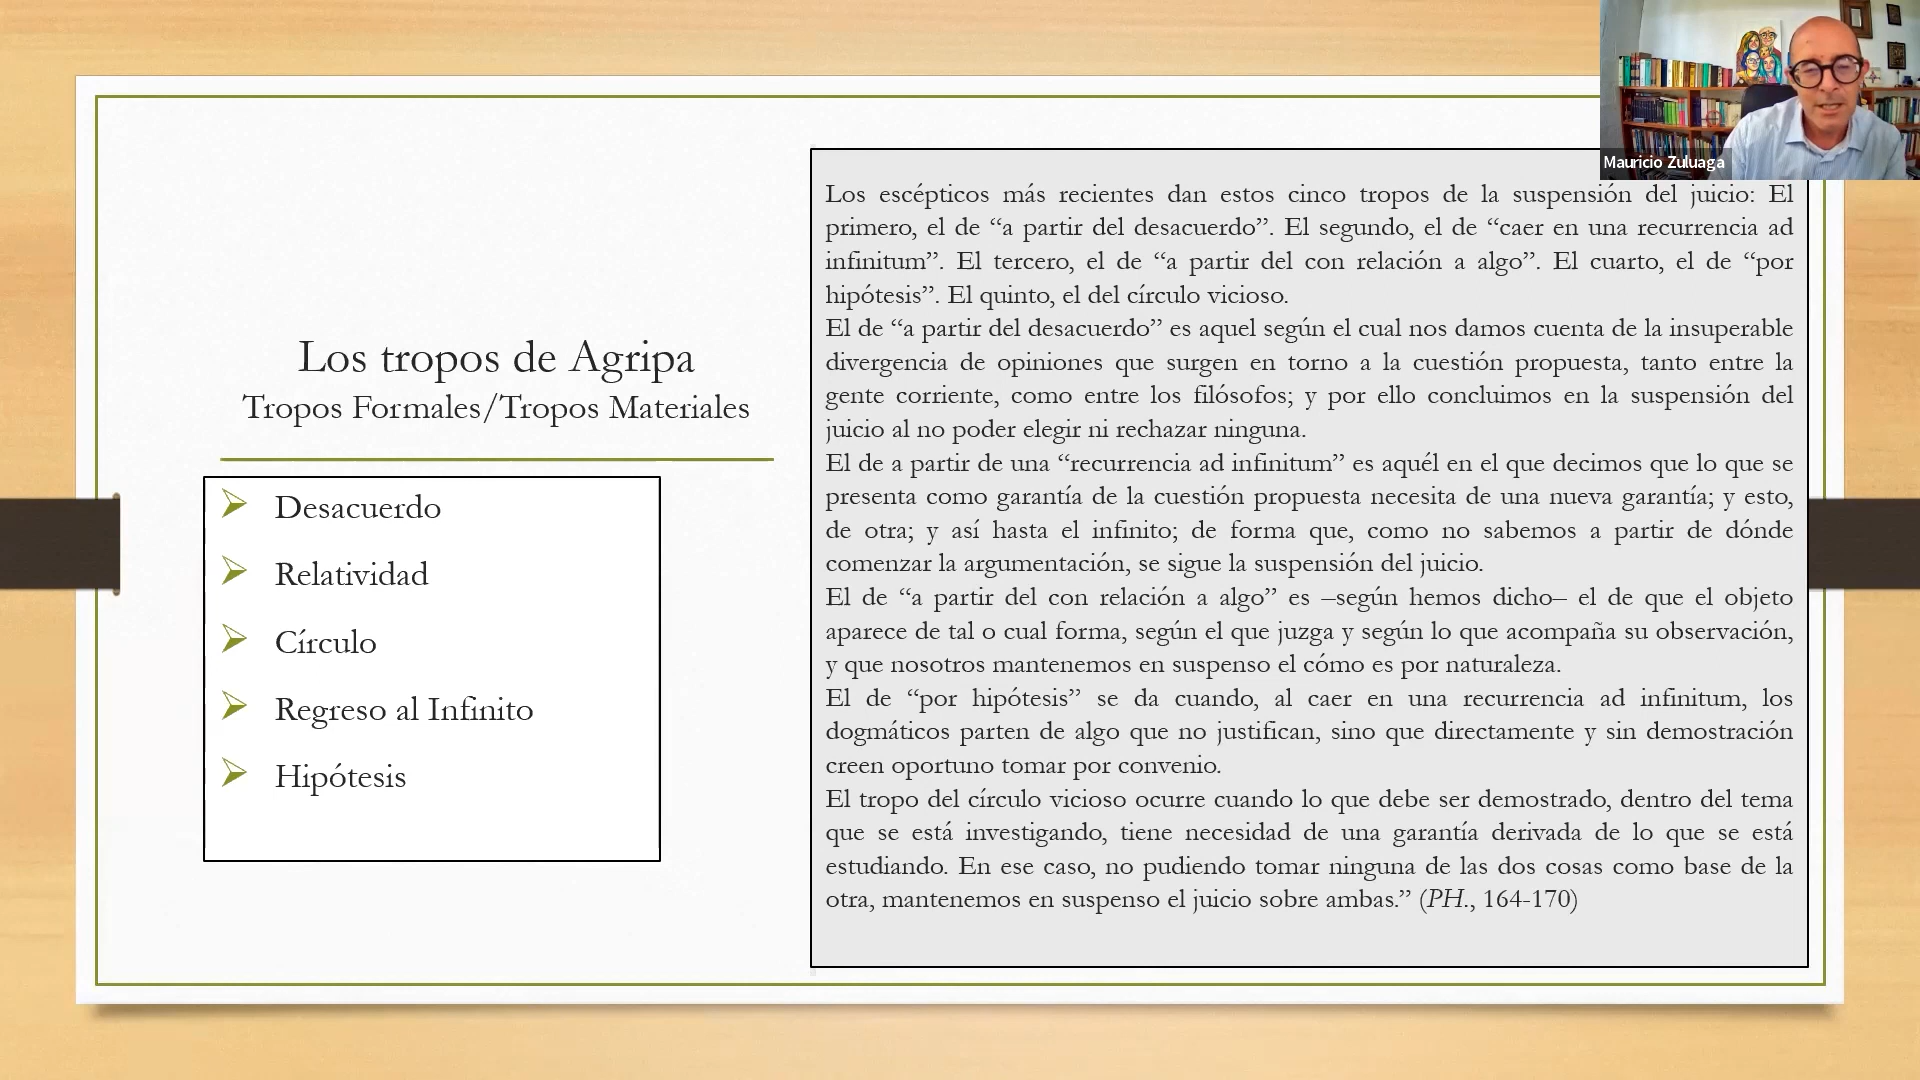 Mauricio Zuluaga
Los tropos de Agripa
Tropos Formales/Tropos Materiales
Desacuerdo
Relatividad
Círculo
Regreso al Infinito
Hipótesis
Los escépticos más recientes dan estos cinco tropos de la suspensión del juicio: El
primero, el de “a partir del desacuerdo”. El segundo, el de “caer en una recurrencia ad
infinitum”. El tercero, el de “a partir del con relación a algo”. El cuarto, el de “por
hipótesis”. El quinto, el del círculo vicioso.
El de “a partir del desacuerdo” es aquel según el cual nos damos cuenta de la insuperable
divergencia de opiniones que surgen en torno a la cuestión propuesta, tanto entre la
gente corriente, como entre los filósofos; y por ello concluimos en la suspensión del
juicio al no poder elegir ni rechazar ninguna.
El de a partir de una “recurrencia ad infinitum” es aquél en el que decimos que lo que se
presenta como garantía de la cuestión propuesta necesita de una nueva garantía; y esto,
de otra; y así hasta el infinito; de forma que, como no sabemos a partir de dónde
comenzar la argumentación, se sigue la suspensión del juicio.
El de “a partir del con relación a algo” es –según hemos dicho– el de que el objeto
aparece de tal o cual forma, según el que juzga y según lo que acompaña su observación,
y que nosotros mantenemos en suspenso el cómo es por naturaleza.
El de “por hipótesis” se da cuando, al caer en una recurrencia ad infinitum, los
dogmáticos parten de algo que no justifican, sino que directamente y sin demostración
creen oportuno tomar por convenio.
El tropo del círculo vicioso ocurre cuando lo que debe ser demostrado, dentro del tema
que se está investigando, tiene necesidad de una garantía derivada de lo que se está
estudiando. En ese caso, no pudiendo tomar ninguna de las dos cosas como base de la
otra, mantenemos en suspenso el juicio sobre ambas.” (PH., 164-170)